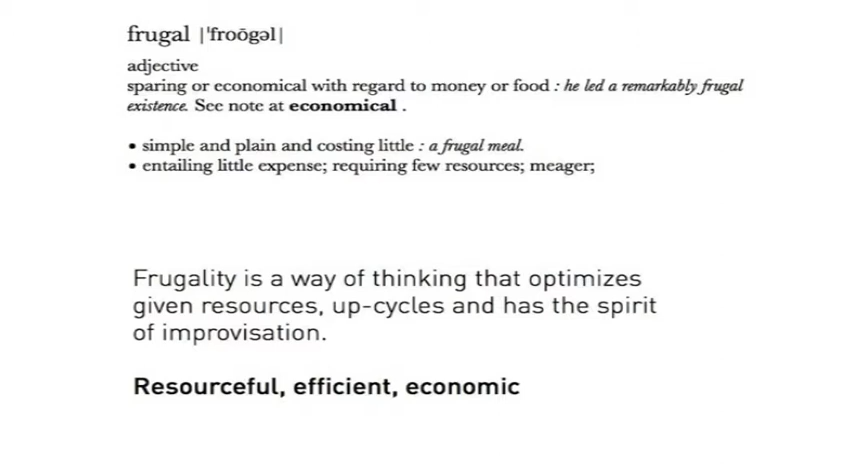 frugal |ˈfro͞ogəl|
adjective
sparing or economical with regard to money or food : he led a remarkably frugal
existence. See note at economical .
• simple and plain and costing little : a frugal meal.
• entailing little expense; requiring few resources; meager;
Frugality is a way of thinking that optimizes
given resources, up-cycles and has the spirit
of improvisation.
Resourceful, efficient, economic